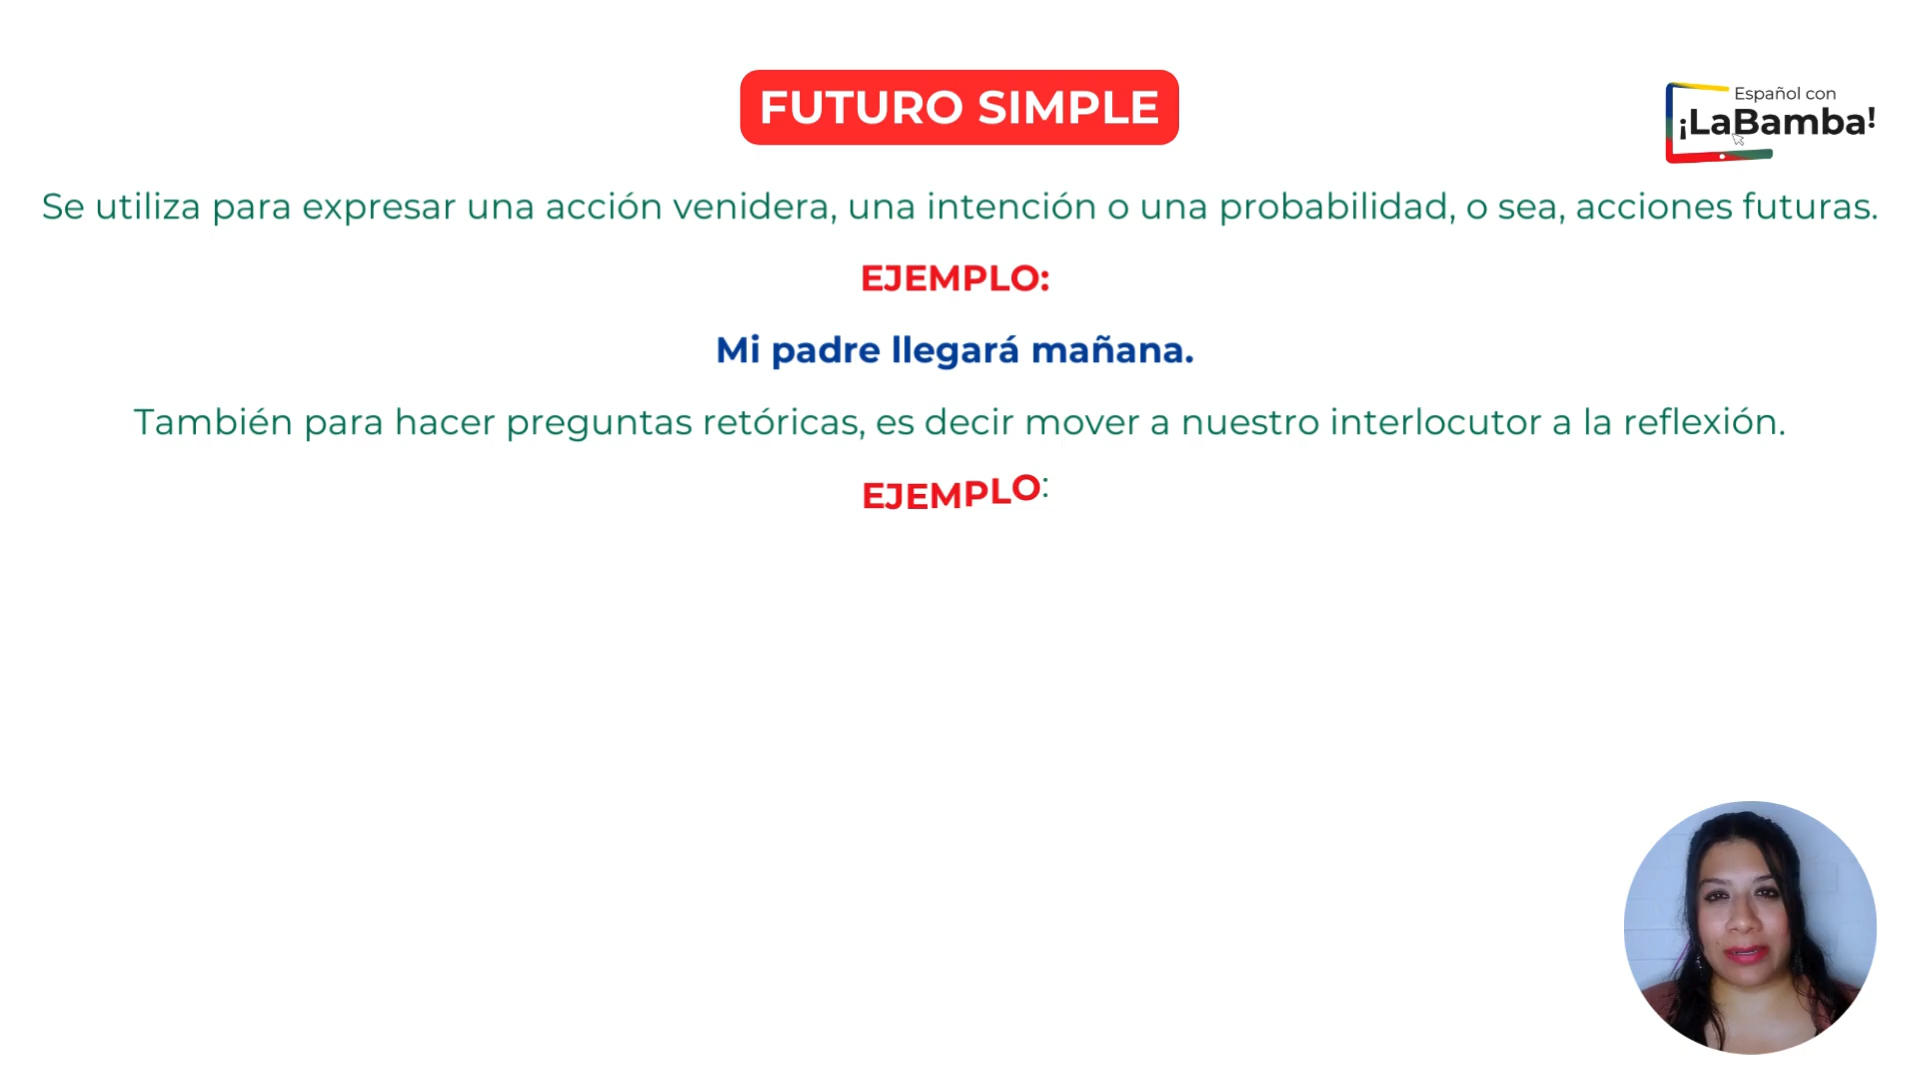 FUTURO SIMPLE
Español con
¡LaBamba!
Se utiliza para expresar una acción venidera, una intención o una probabilidad, o sea, acciones futuras.
EJEMPLO:
Mi padre llegará mañana.
También para hacer preguntas retóricas, es decir mover a nuestro interlocutor a la reflexión.
EJEMPLO: